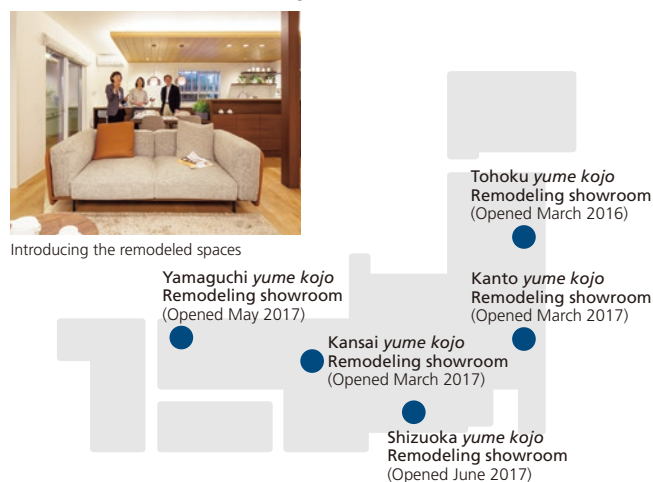 Introducing the remodeled spaces
Tohoku yume kojo
Remodeling showroom
(Opened March 2016)
Yamaguchi yume kojo
Remodeling showroom
(Opened May 2017)
Kanto yume kojo
Remodeling showroom
(Opened March 2017)
Kansai yume kojo
Remodeling showroom
(Opened March 2017)
Shizuoka yume kojo
Remodeling showroom
(Opened June 2017)